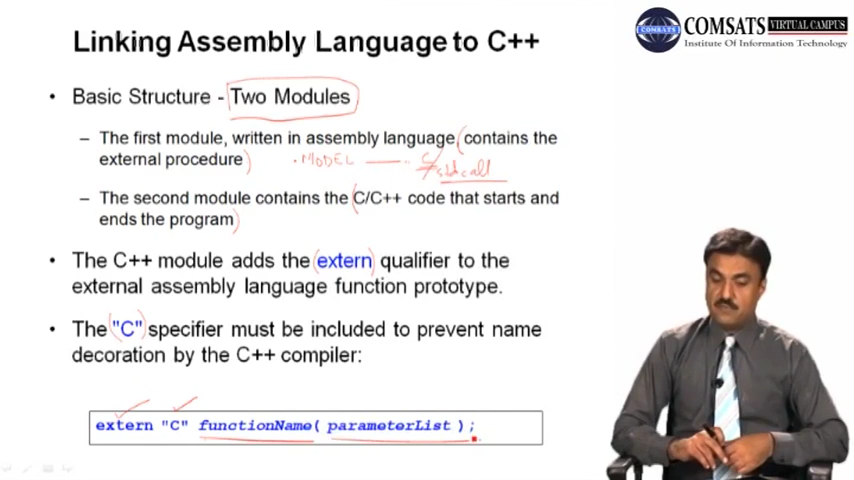 Linking Assembly Language to C++
COMSATS
VIRTUAL CAMPUS
Institute Of Information Technology
COMSATS
• Basic Structure - Two Modules
– The first module, written in assembly language (contains the
external procedure)
.MODEL
C
stdcall
– The second module contains the (C/C++ code that starts and
ends the program)
• The C++ module adds the (extern) qualifier to the
external assembly language function prototype.
• The ("C") specifier must be included to prevent name
decoration by the C++ compiler:
extern "C" functionName( parameterList );